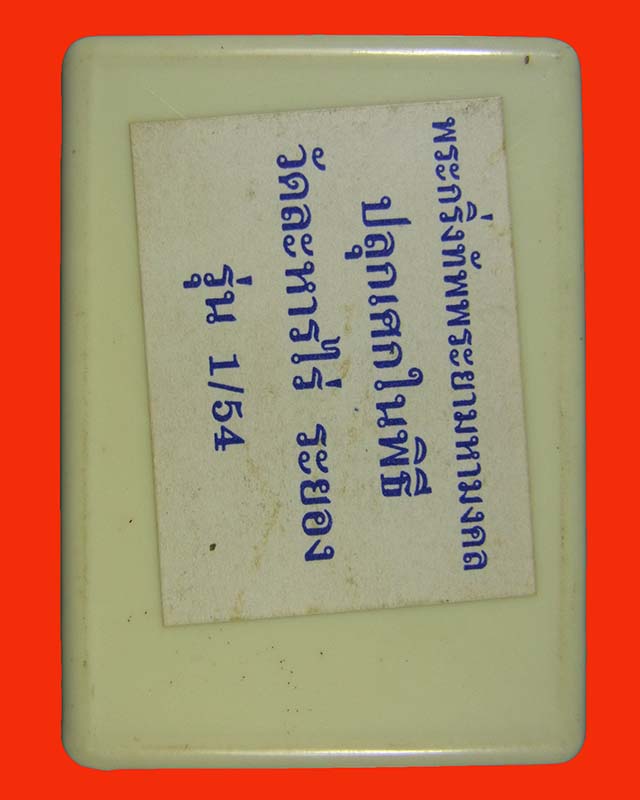 พระกริ่งทัพพระยามหามงคล
ปลุกเศกในพิธี
วัดละหารไร่ ระยอง
รุ่น 1/54